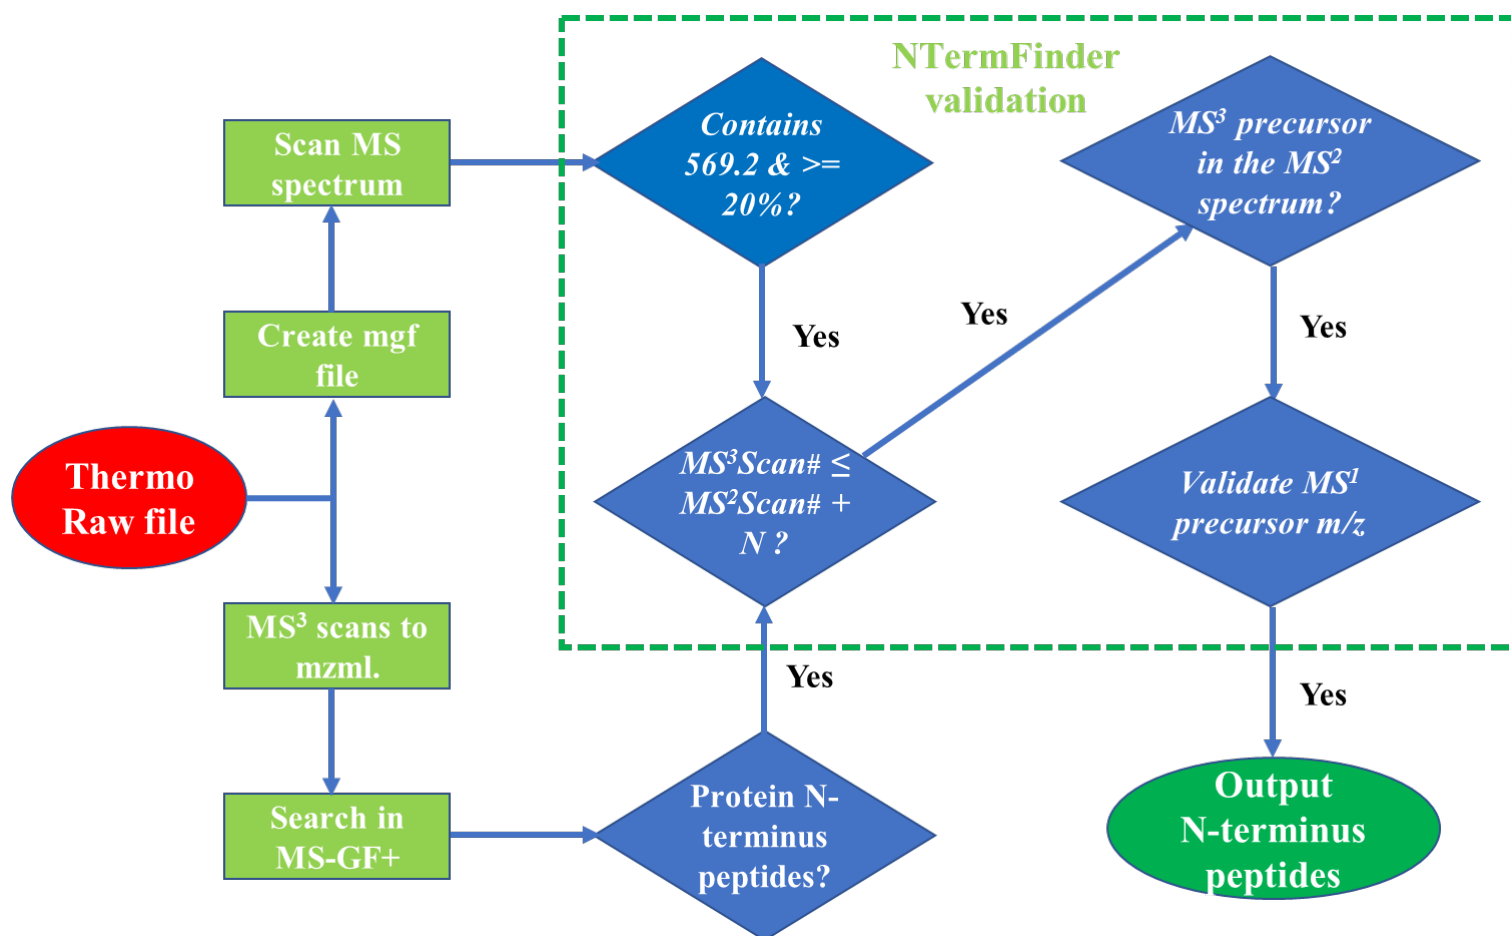 NTermFinder
validation
Scan MS
spectrum
Contains
569.2 & >=
20%?
MS³ precursor
in the MS²
spectrum?
Create mgf
file
Yes
Yes
Yes
Thermo
Raw file
MS³Scan# ≤
MS²Scan# +
N ?
Validate MS¹
precursor m/z
MS³ scans to
mzml.
Yes
Yes
Search in
MS-GF+
Protein N-
terminus
peptides?
Output
N-terminus
peptides